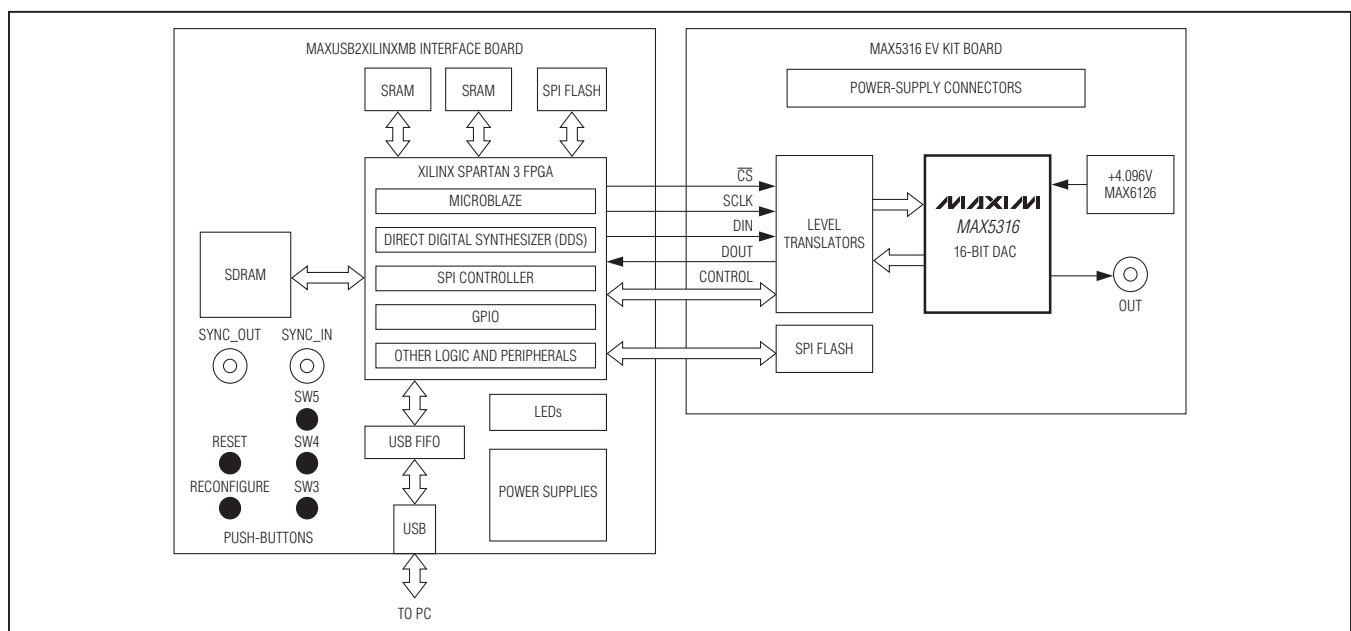 MAXUSB2XILINXMB INTERFACE BOARD
SRAM
SRAM
SPI FLASH
XILINX SPARTAN 3 FPGA
MICROBLAZE
DIRECT DIGITAL SYNTHESIZER (DDS)
SPI CONTROLLER
GPIO
OTHER LOGIC AND PERIPHERALS
SDRAM
SYNC_OUT
SYNC_IN
SW5
RESET
SW4
RECONFIGURE
SW3
PUSH-BUTTONS
USB FIFO
USB
TO PC
LEDs
POWER SUPPLIES
CS
SCLK
DIN
DOUT
CONTROL
MAX5316 EV KIT BOARD
POWER-SUPPLY CONNECTORS
LEVEL
TRANSLATORS
MAXIM
MAX5316
16-BIT DAC
+4.096V
MAX6126
OUT
SPI FLASH